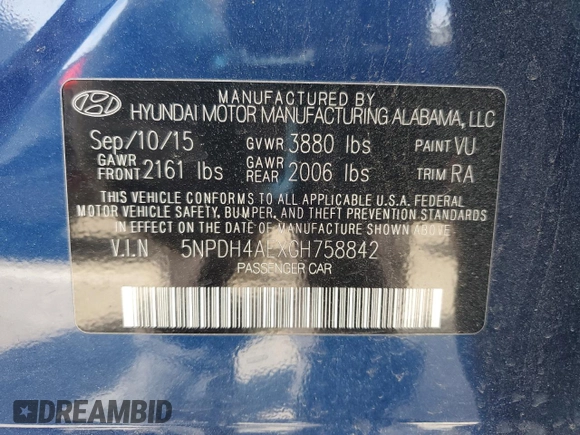 MANUFACTURED BY
HYUNDAI MOTOR MANUFACTURING ALABAMA, LLC
Sep/10/15 GVWR 3880 lbs PAINT VU
GAWR FRONT 2161 lbs GAWR REAR 2006 lbs TRIM RA
THIS VEHICLE CONFORMS TO ALL APPLICABLE U.S.A. FEDERAL
MOTOR VEHICLE SAFETY, BUMPER, AND THEFT PREVENTION STANDARDS
IN EFFECT ON THE DATE OF MANUFACTURE SHOWN ABOVE.
V.I.N 5NPDH4AEXGH758842
PASSENGER CAR
DREAMBID